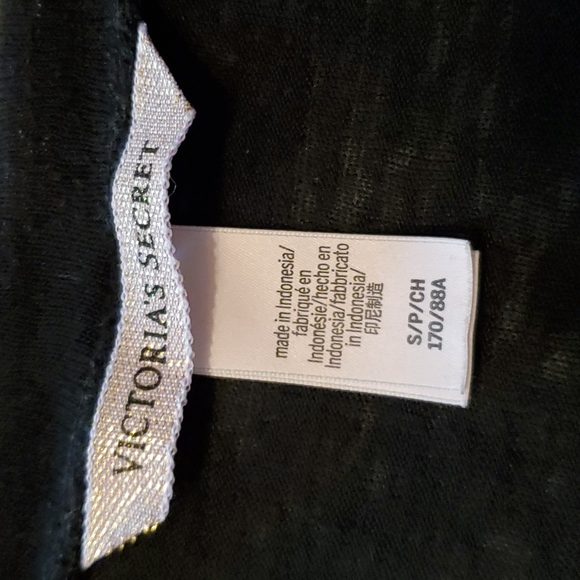 VICTORIA'S SECRET
made in Indonesia/
fabriqué en
Indonésie/hecho en
Indonesia/fabbricato
in Indonesia/
印尼制造
S/P/CH
170/88A